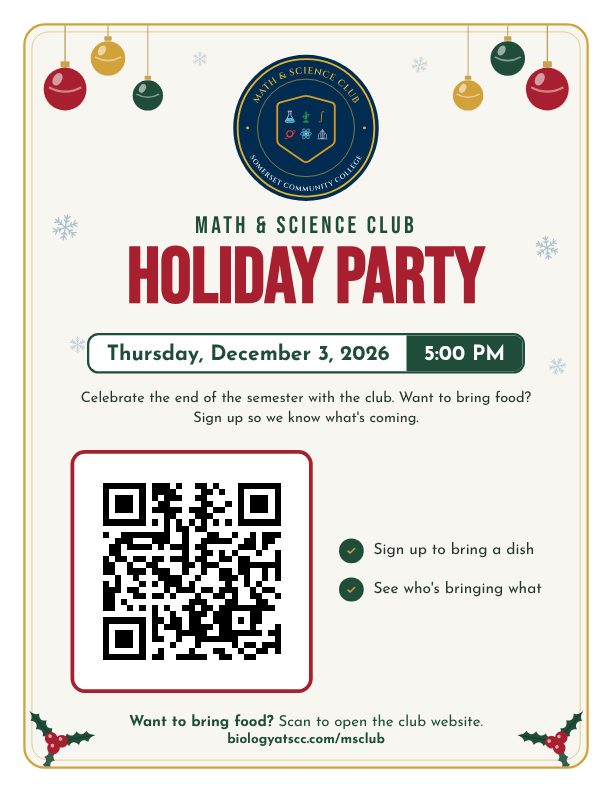 MATH & SCIENCE CLUB
SOMERSET COMMUNITY COLLEGE
MATH & SCIENCE CLUB
HOLIDAY PARTY
Thursday, December 3, 2026 5:00 PM
Celebrate the end of the semester with the club. Want to bring food?
Sign up so we know what's coming.
Sign up to bring a dish
See who's bringing what
Want to bring food? Scan to open the club website.
biologyatscc.com/msclub